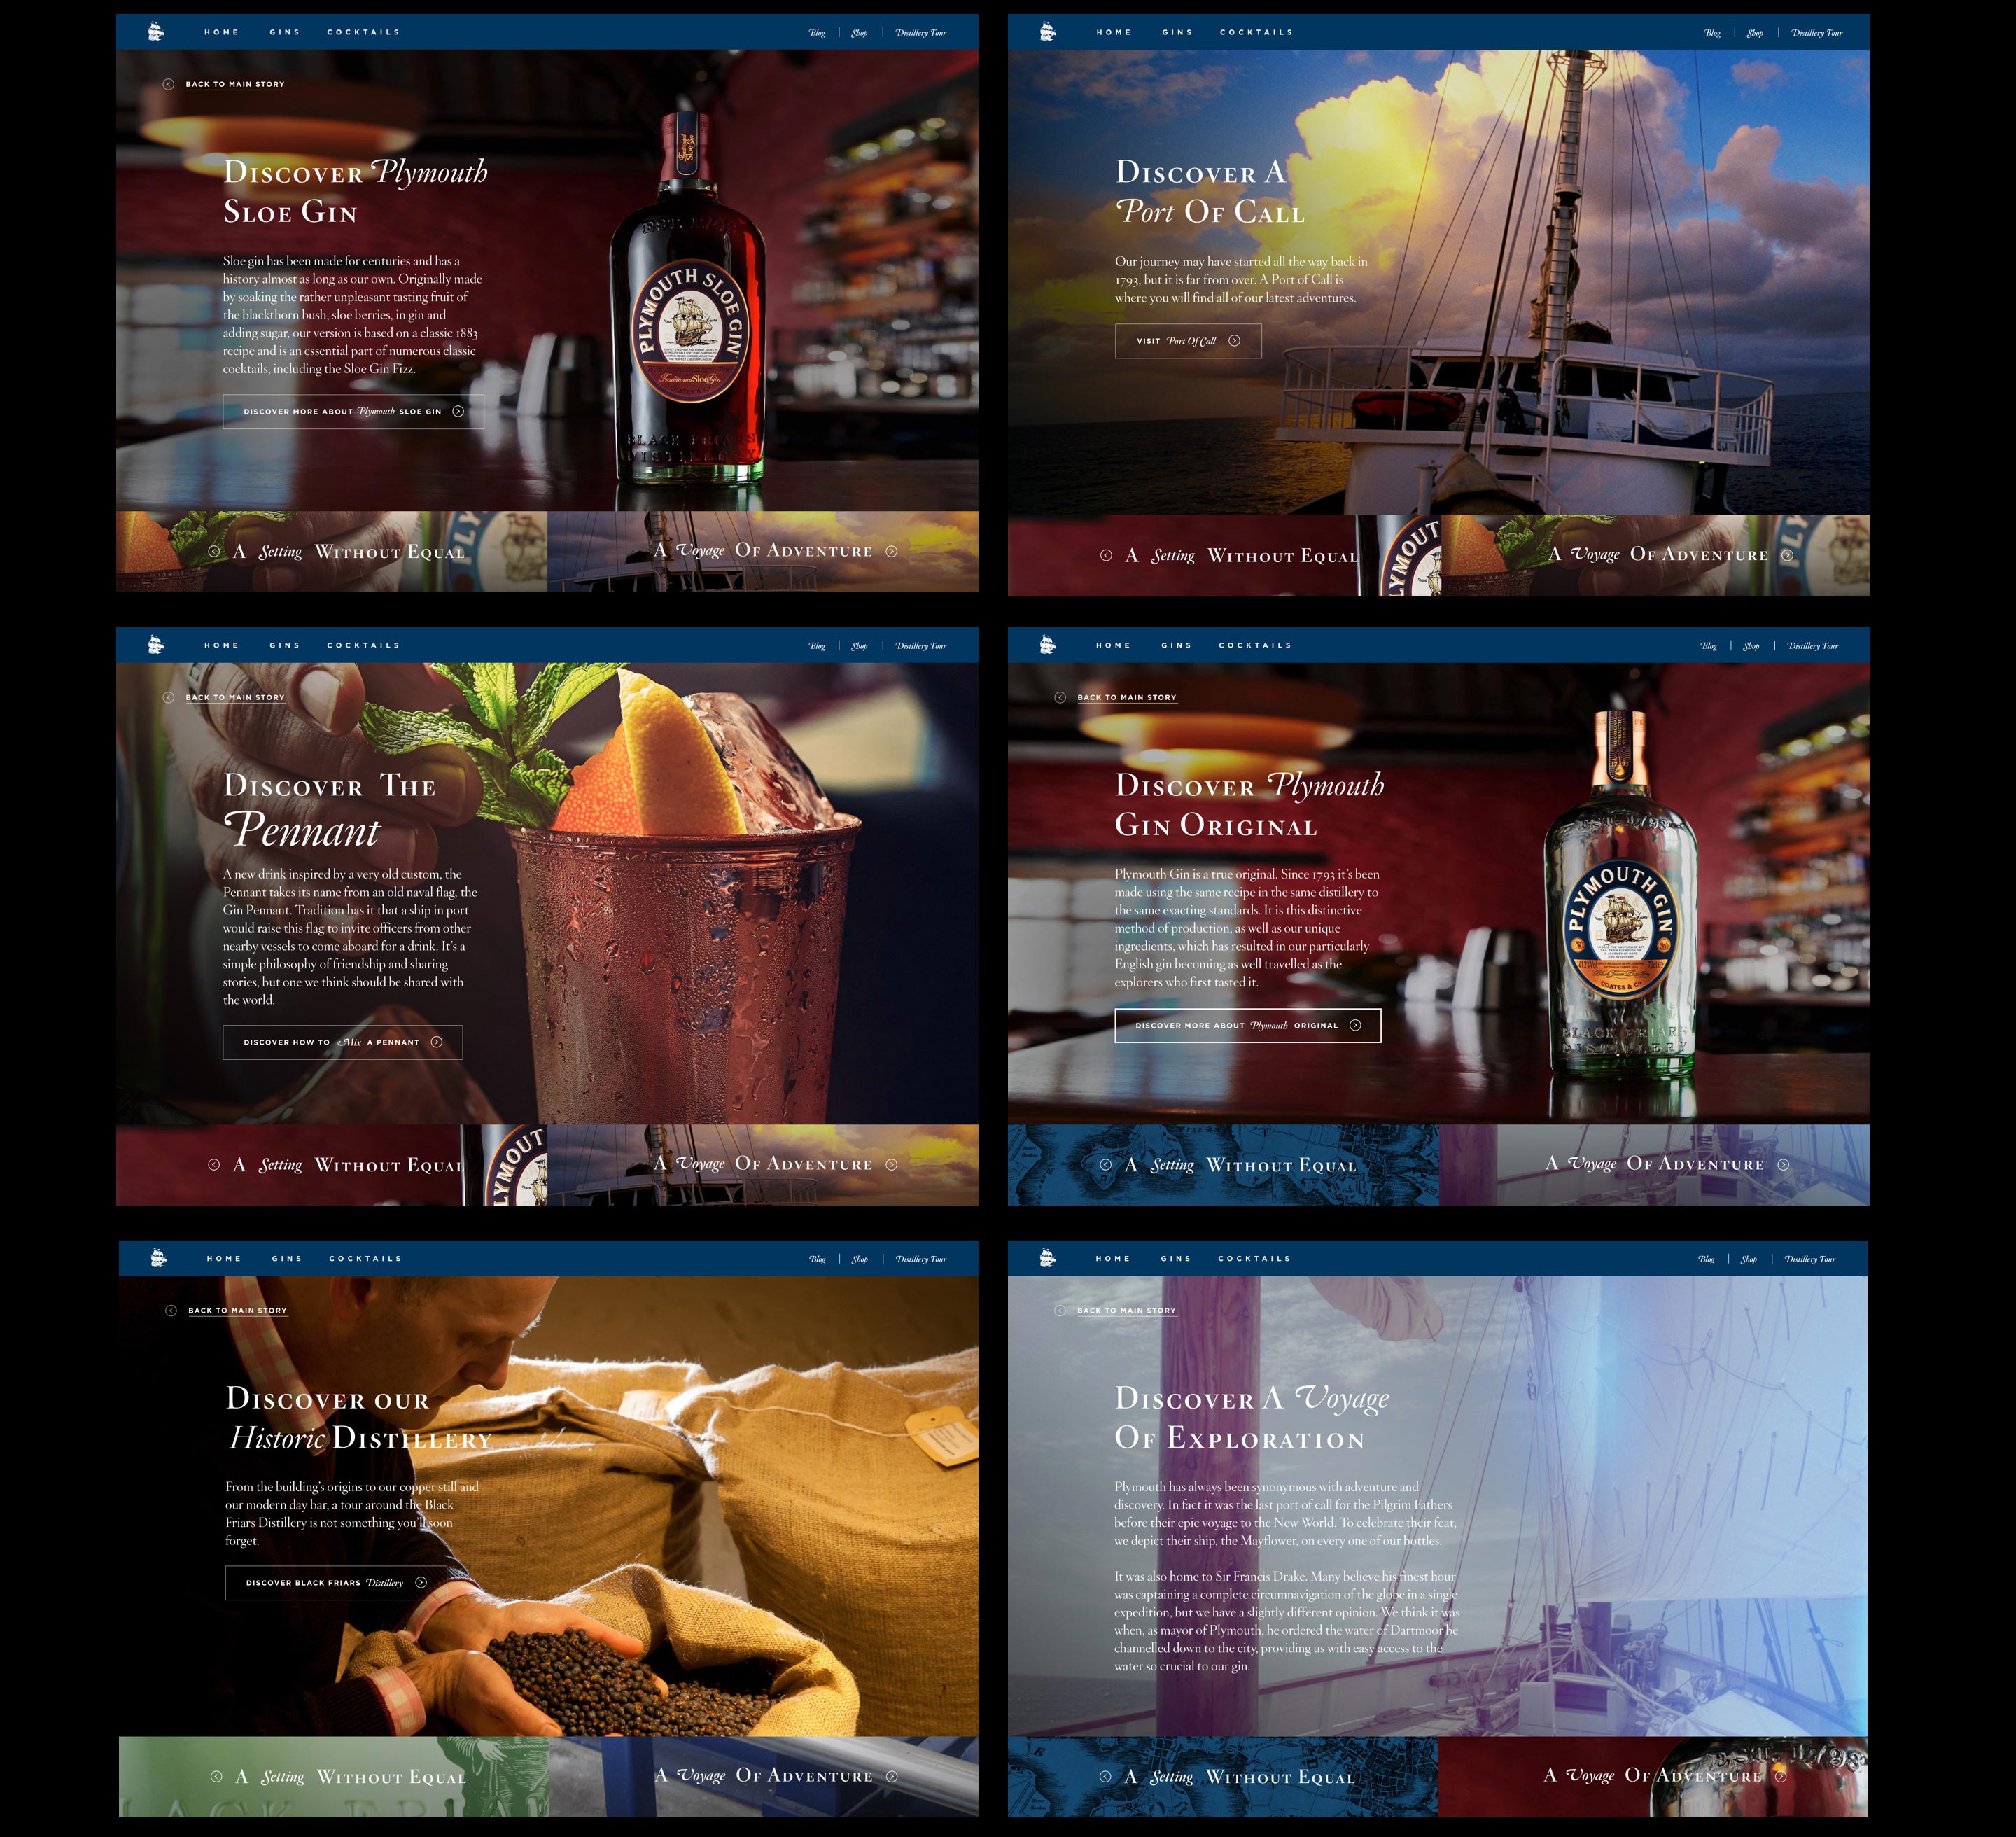 HOME GINS COCKTAILS Blog Shop Distillery Tour
BACK TO MAIN STORY
DISCOVER Plymouth
SLOE GIN
Sloe gin has been made for centuries and has a
history almost as long as our own. Originally made
by soaking the rather unpleasant tasting fruit of
the blackthorn bush, sloe berries, in gin and
adding sugar, our version is based on a classic 1883
recipe and is an essential part of numerous classic
cocktails, including the Sloe Gin Fizz.
DISCOVER MORE ABOUT Plymouth SLOE GIN
PLYMOUTH SLOE GIN
Traditional Sloe Gin
BLACK FRIARS
DISTILLERY
A Setting WITHOUT EQUAL
A Voyage OF ADVENTURE
HOME GINS COCKTAILS Blog Shop Distillery Tour
DISCOVER A
Port OF CALL
Our journey may have started all the way back in
1793, but it is far from over. A Port of Call is
where you will find all of our latest adventures.
VISIT Port Of Call
A Setting WITHOUT EQUAL
LYMOUT
A Voyage OF ADVENTURE
HOME GINS COCKTAILS Blog Shop Distillery Tour
BACK TO MAIN STORY
DISCOVER THE
Pennant
A new drink inspired by a very old custom, the
Pennant takes its name from an old naval flag, the
Gin Pennant. Tradition has it that a ship in port
would raise this flag to invite officers from other
nearby vessels to come aboard for a drink. It's a
simple philosophy of friendship and sharing
stories, but one we think should be shared with
the world.
DISCOVER HOW TO Mix A PENNANT
A Setting WITHOUT EQUAL
LYMOUT
A Voyage OF ADVENTURE
HOME GINS COCKTAILS Blog Shop Distillery Tour
BACK TO MAIN STORY
DISCOVER Plymouth
GIN ORIGINAL
Plymouth Gin is a true original. Since 1793 it's been
made using the same recipe in the same distillery to
the same exacting standards. It is this distinctive
method of production, as well as our unique
ingredients, which has resulted in our particularly
English gin becoming as well travelled as the
explorers who first tasted it.
DISCOVER MORE ABOUT Plymouth ORIGINAL
PLYMOUTH GIN
COATES & CO
BLACK FRIARS
DISTILLERY
A Setting WITHOUT EQUAL
A Voyage OF ADVENTURE
HOME GINS COCKTAILS Blog Shop Distillery Tour
BACK TO MAIN STORY
DISCOVER OUR
Historic DISTILLERY
From the building's origins to our copper still and
our modern day bar, a tour around the Black
Friars Distillery is not something you'll soon
forget.
DISCOVER BLACK FRIARS Distillery
A Setting WITHOUT EQUAL
A Voyage OF ADVENTURE
HOME GINS COCKTAILS Blog Shop Distillery Tour
BACK TO MAIN STORY
DISCOVER A Voyage
OF EXPLORATION
Plymouth has always been synonymous with adventure and
discovery. In fact it was the last port of call for the Pilgrim Fathers
before their epic voyage to the New World. To celebrate their feat,
we depict their ship, the Mayflower, on every one of our bottles.
It was also home to Sir Francis Drake. Many believe his finest hour
was captaining a complete circumnavigation of the globe in a single
expedition, but we have a slightly different opinion. We think it was
when, as mayor of Plymouth, he ordered the water of Dartmoor be
channelled down to the city, providing us with easy access to the
water so crucial to our gin.
A Setting WITHOUT EQUAL
A Voyage OF ADVENTURE